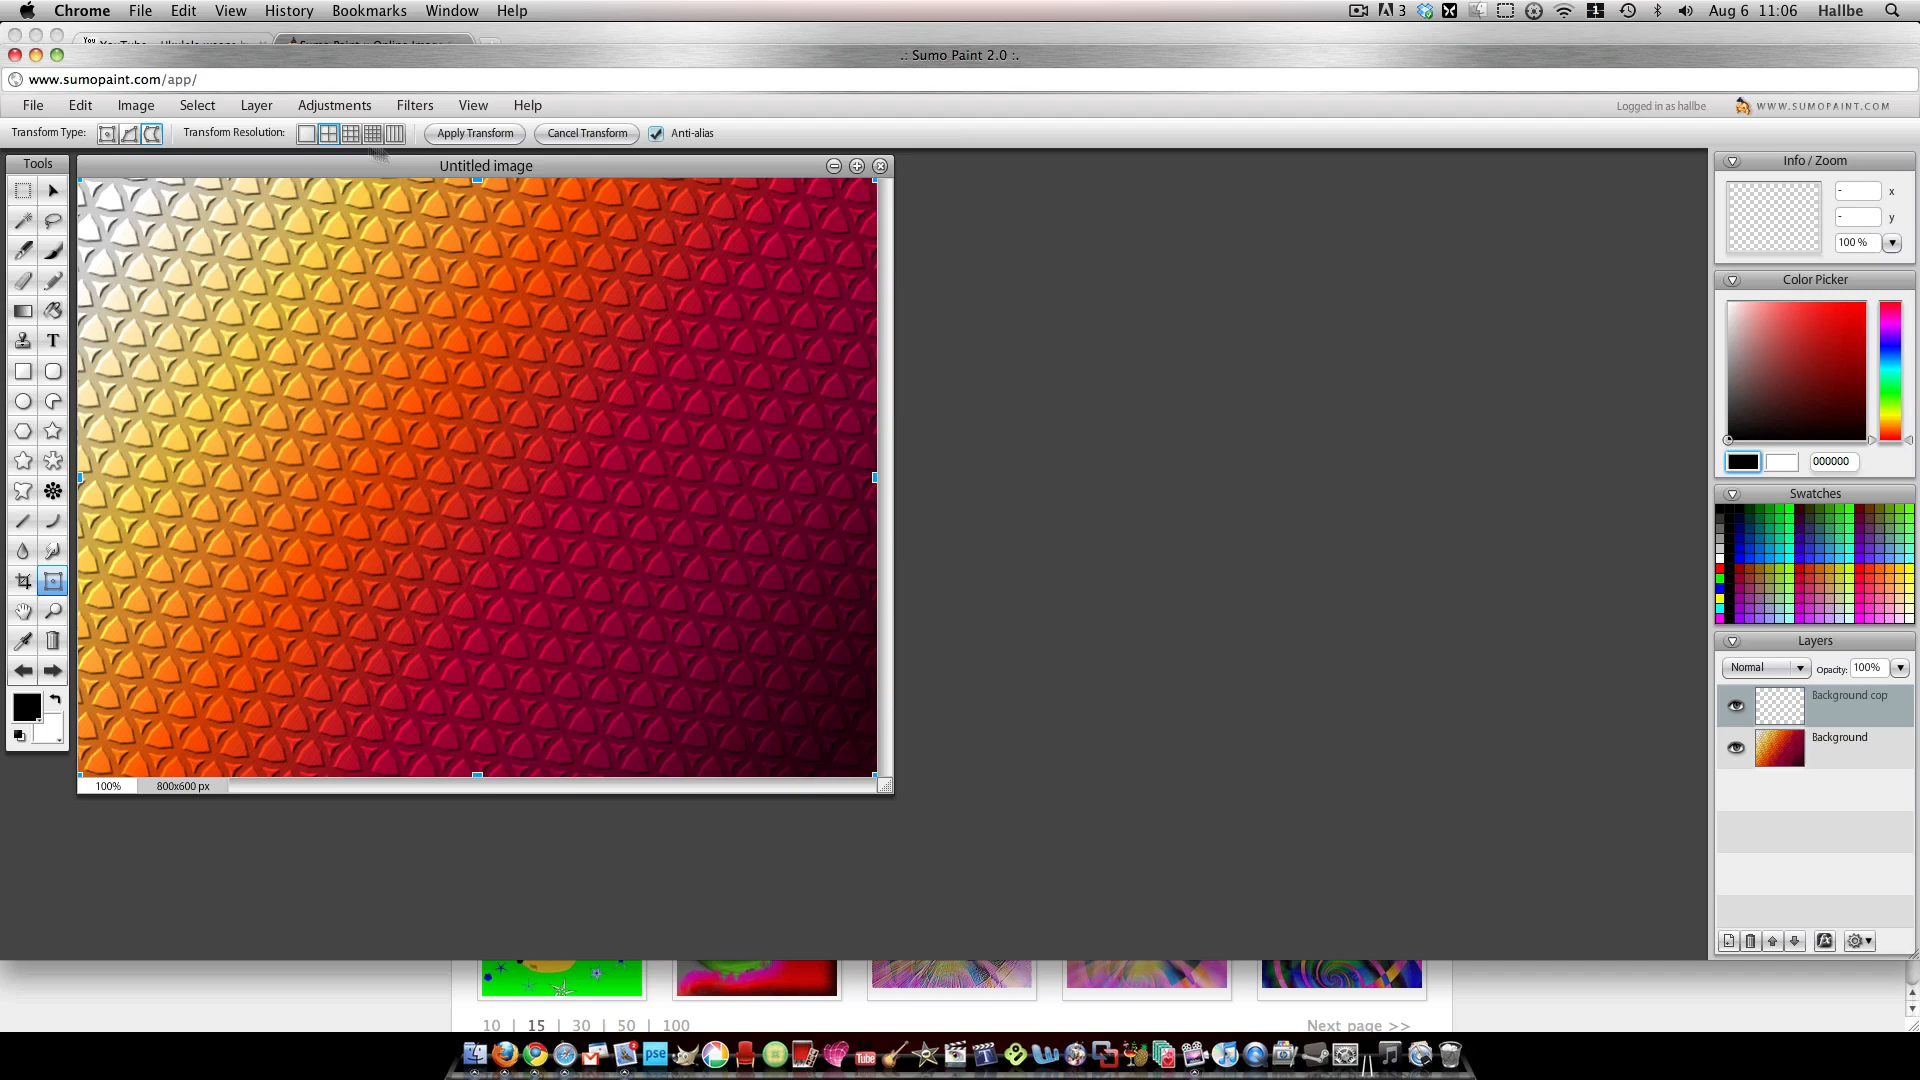 Chrome File Edit View History Bookmarks Window Help
3
Aug 6 11:06 Hallbe
You
.: Sumo Paint 2.0 :.
www.sumopaint.com/app/
File Edit Image Select Layer Adjustments Filters View Help
Logged in as hallbe
WWW.SUMOPAINT.COM
Transform Type:
Transform Resolution:
Apply Transform
Cancel Transform
Anti-alias
Tools
Untitled image
T
100%
800x600 px
Info / Zoom
- x
- y
100 %
Color Picker
000000
Swatches
Layers
Normal
Opacity: 100%
Background cop
Background
10 | 15 | 30 | 50 | 100
Next page >>
pse
Tube